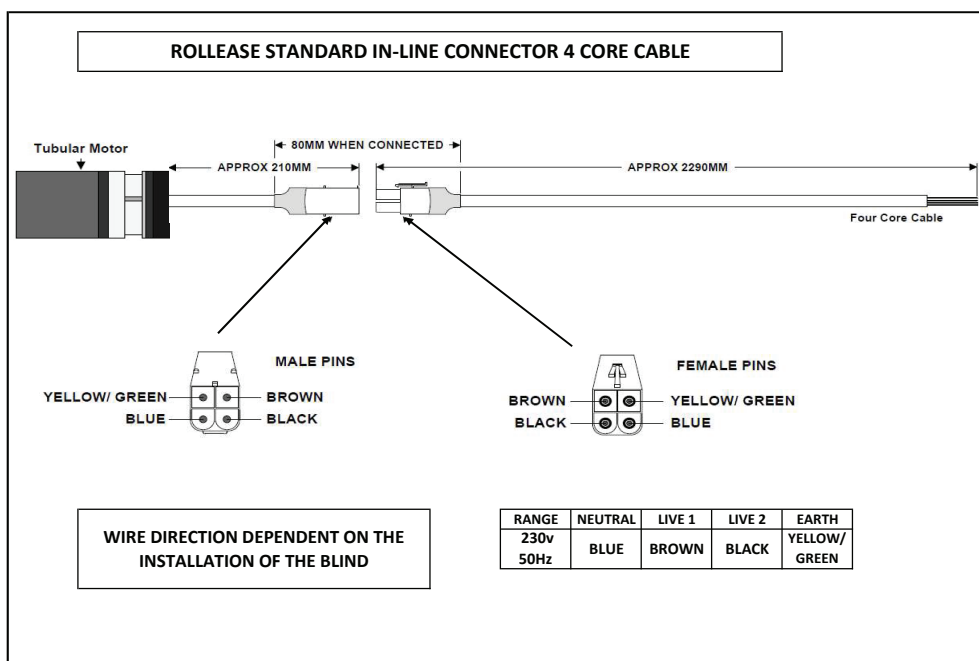 ROLLEASE STANDARD IN-LINE CONNECTOR 4 CORE CABLE
80MM WHEN CONNECTED
Tubular Motor
APPROX 210MM
APPROX 2290MM
Four Core Cable
MALE PINS
YELLOW/ GREEN
BROWN
BLUE
BLACK
FEMALE PINS
BROWN
YELLOW/ GREEN
BLACK
BLUE
WIRE DIRECTION DEPENDENT ON THE
INSTALLATION OF THE BLIND
RANGE NEUTRAL LIVE 1 LIVE 2 EARTH
230v
50Hz BLUE BROWN BLACK YELLOW/
GREEN